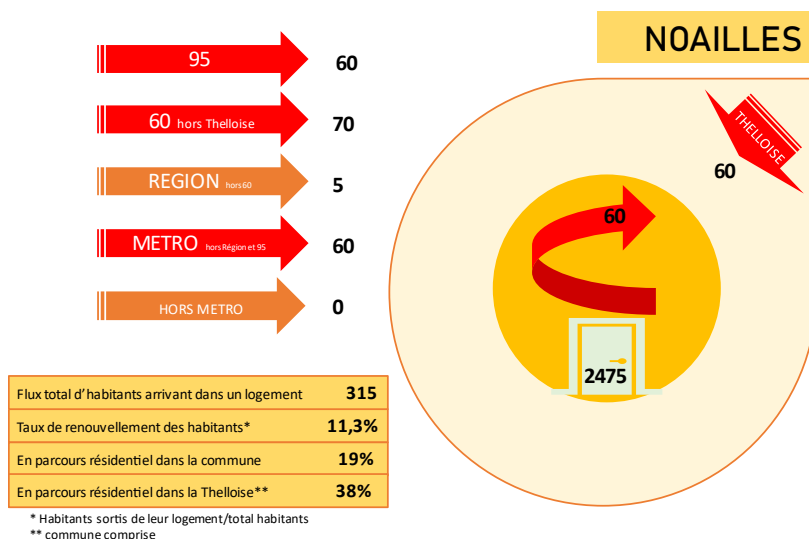 NOAILLES
95 60
60 hors Thelloise 70
REGION hors 60 5
METRO hors Région et 95 60
HORS METRO 0
THELLOISE
60
60
2475
Flux total d'habitants arrivant dans un logement 315
Taux de renouvellement des habitants* 11,3%
En parcours résidentiel dans la commune 19%
En parcours résidentiel dans la Thelloise** 38%
* Habitants sortis de leur logement/total habitants
** commune comprise